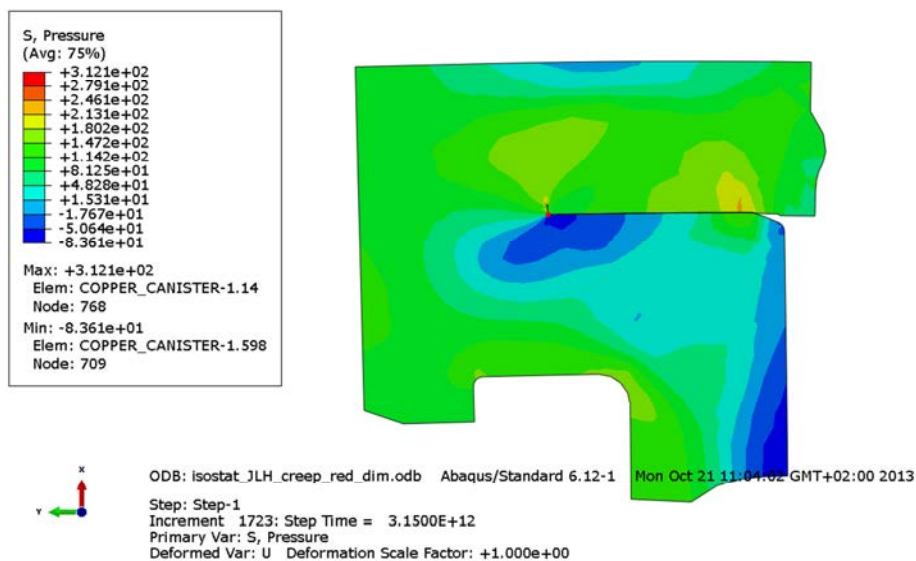 S, Pressure
(Avg: 75%)
+3.121e+02
+2.791e+02
+2.461e+02
+2.131e+02
+1.802e+02
+1.472e+02
+1.142e+02
+8.125e+01
+4.828e+01
+1.531e+01
-1.767e+01
-5.064e+01
-8.361e+01
Max: +3.121e+02
Elem: COPPER_CANISTER-1.14
Node: 768
Min: -8.361e+01
Elem: COPPER_CANISTER-1.598
Node: 709
X
Y
ODB: isostat_JLH_creep_red_dim.odb Abaqus/Standard 6.12-1 Mon Oct 21 11:04:02 GMT+02:00 2013
Step: Step-1
Increment 1723: Step Time = 3.1500E+12
Primary Var: S, Pressure
Deformed Var: U Deformation Scale Factor: +1.000e+00